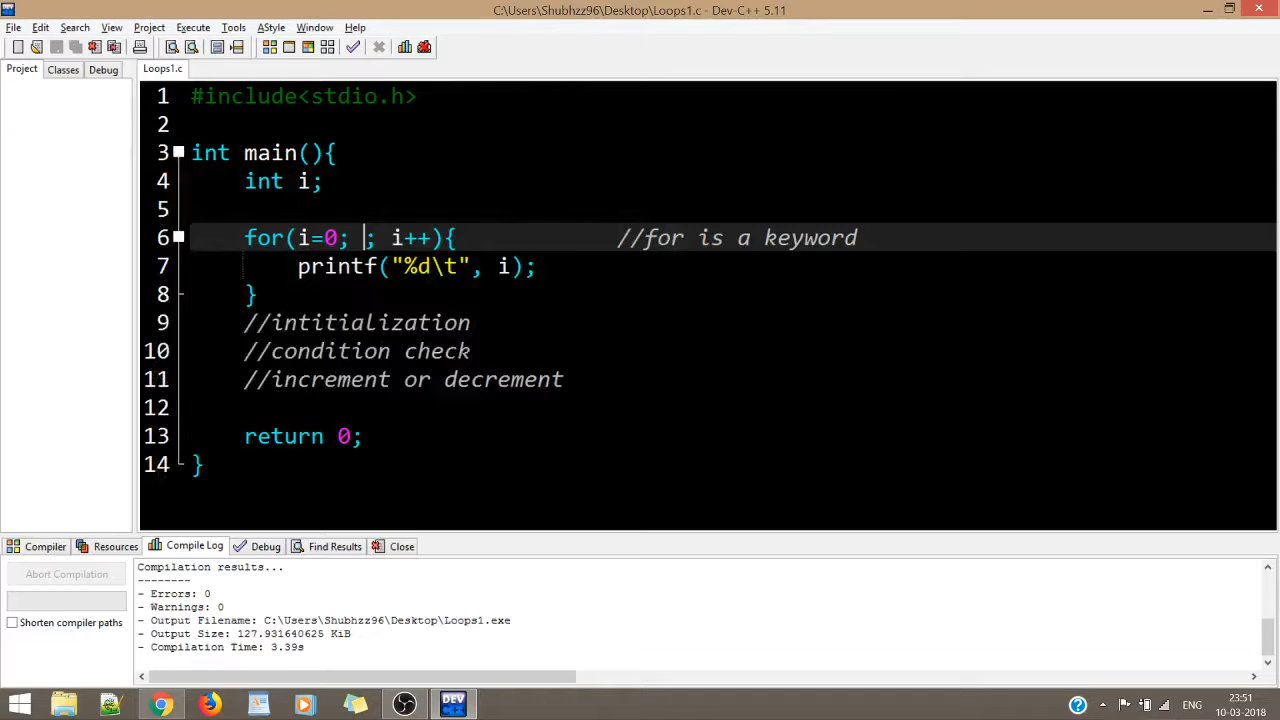 C:\Users\Shubhzz96\Desktop\Loops1.c - Dev-C++ 5.11
File Edit Search View Project Execute Tools AStyle Window Help
Project Classes Debug Loops1.c
1 #include<stdio.h>
2
3 int main(){
4 int i;
5
6 for(i=0; ; i++){ //for is a keyword
7 printf("%d\t", i);
8 }
9 //intitialization
10 //condition check
11 //increment or decrement
12
13 return 0;
14 }
Compiler Resources Compile Log Debug Find Results Close
Abort Compilation
Shorten compiler paths
Compilation results...
--------
- Errors: 0
- Warnings: 0
- Output Filename: C:\Users\Shubhzz96\Desktop\Loops1.exe
- Output Size: 127.931640625 KiB
- Compilation Time: 3.39s
DEV
ENG
23:51
10-03-2018